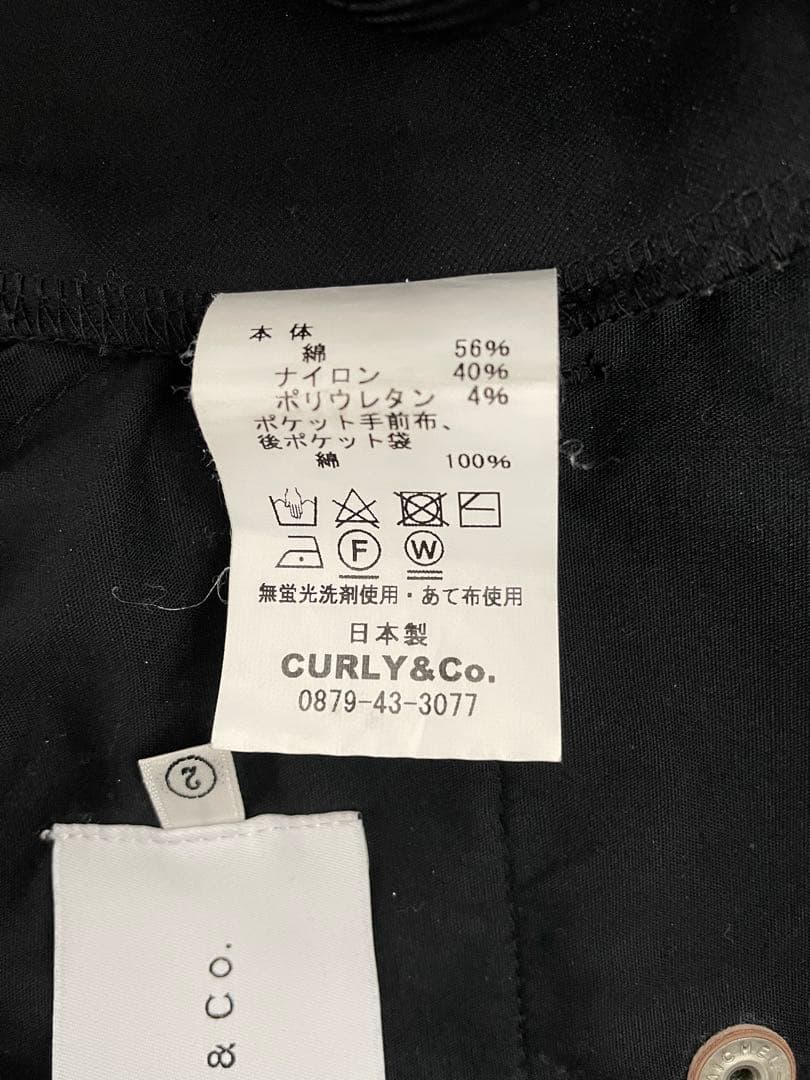 本体
綿 56%
ナイロン 40%
ポリウレタン 4%
ポケット手前布、
後ポケット袋
綿 100%
F W
無蛍光洗剤使用・あて布使用
日本製
CURLY&Co.
0879-43-3077
2
& Co.